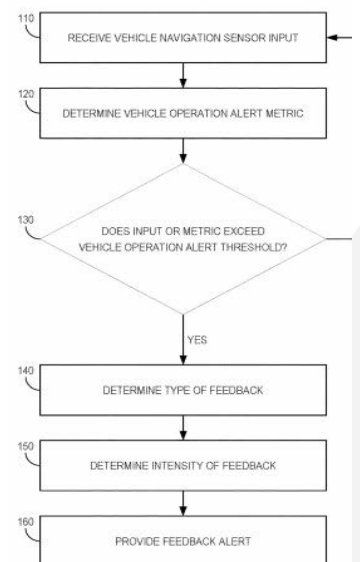 110
RECEIVE VEHICLE NAVIGATION SENSOR INPUT
120
DETERMINE VEHICLE OPERATION ALERT METRIC
130
DOES INPUT OR METRIC EXCEED
VEHICLE OPERATION ALERT THRESHOLD?
YES
140
DETERMINE TYPE OF FEEDBACK
150
DETERMINE INTENSITY OF FEEDBACK
160
PROVIDE FEEDBACK ALERT